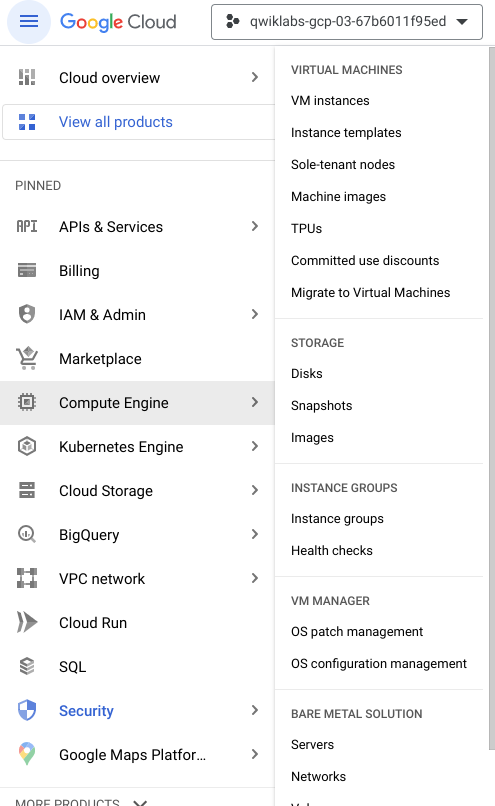 Google Cloud
qwiklabs-gcp-03-67b6011f95ed
Cloud overview
View all products
PINNED
API APIs & Services
Billing
IAM & Admin
Marketplace
Compute Engine
Kubernetes Engine
Cloud Storage
BigQuery
VPC network
Cloud Run
SQL
Security
Google Maps Platfor...
MORE PRODUCTS
VIRTUAL MACHINES
VM instances
Instance templates
Sole-tenant nodes
Machine images
TPUs
Committed use discounts
Migrate to Virtual Machines
STORAGE
Disks
Snapshots
Images
INSTANCE GROUPS
Instance groups
Health checks
VM MANAGER
OS patch management
OS configuration management
BARE METAL SOLUTION
Servers
Networks